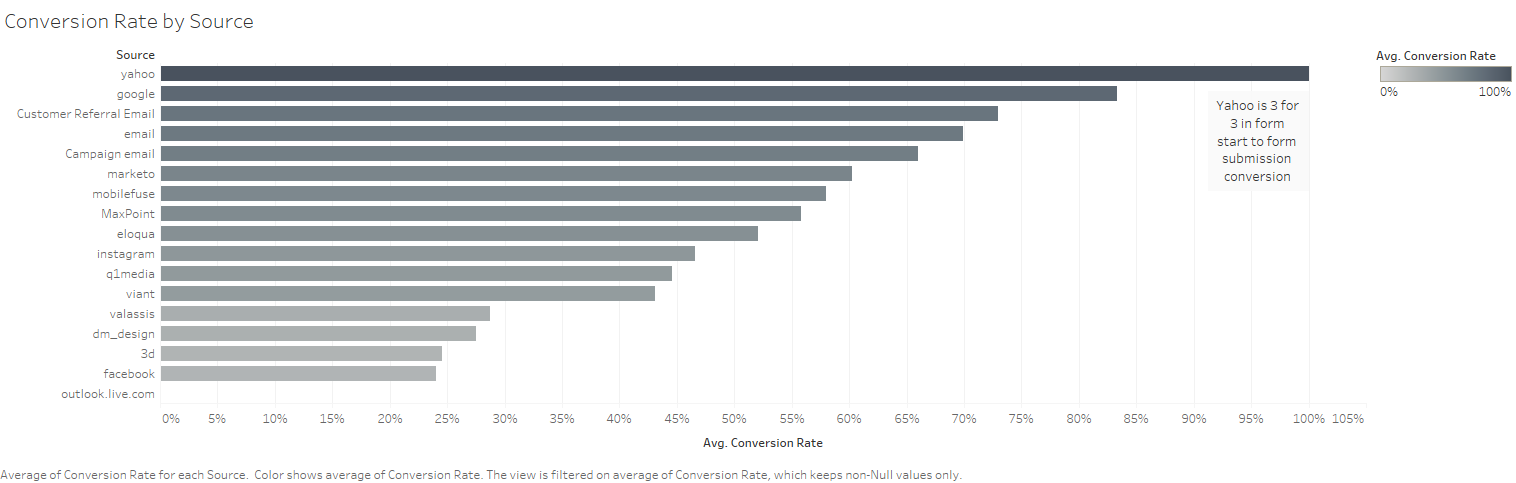 Conversion Rate by Source
Source
yahoo
google
Customer Referral Email
email
Campaign email
marketo
mobilefuse
MaxPoint
eloqua
instagram
q1media
viant
valassis
dm_design
3d
facebook
outlook.live.com
0% 5% 10% 15% 20% 25% 30% 35% 40% 45% 50% 55% 60% 65% 70% 75% 80% 85% 90% 95% 100% 105%
Avg. Conversion Rate
Yahoo is 3 for
3 in form
start to form
submission
conversion
Avg. Conversion Rate
0% 100%
Average of Conversion Rate for each Source. Color shows average of Conversion Rate. The view is filtered on average of Conversion Rate, which keeps non-Null values only.